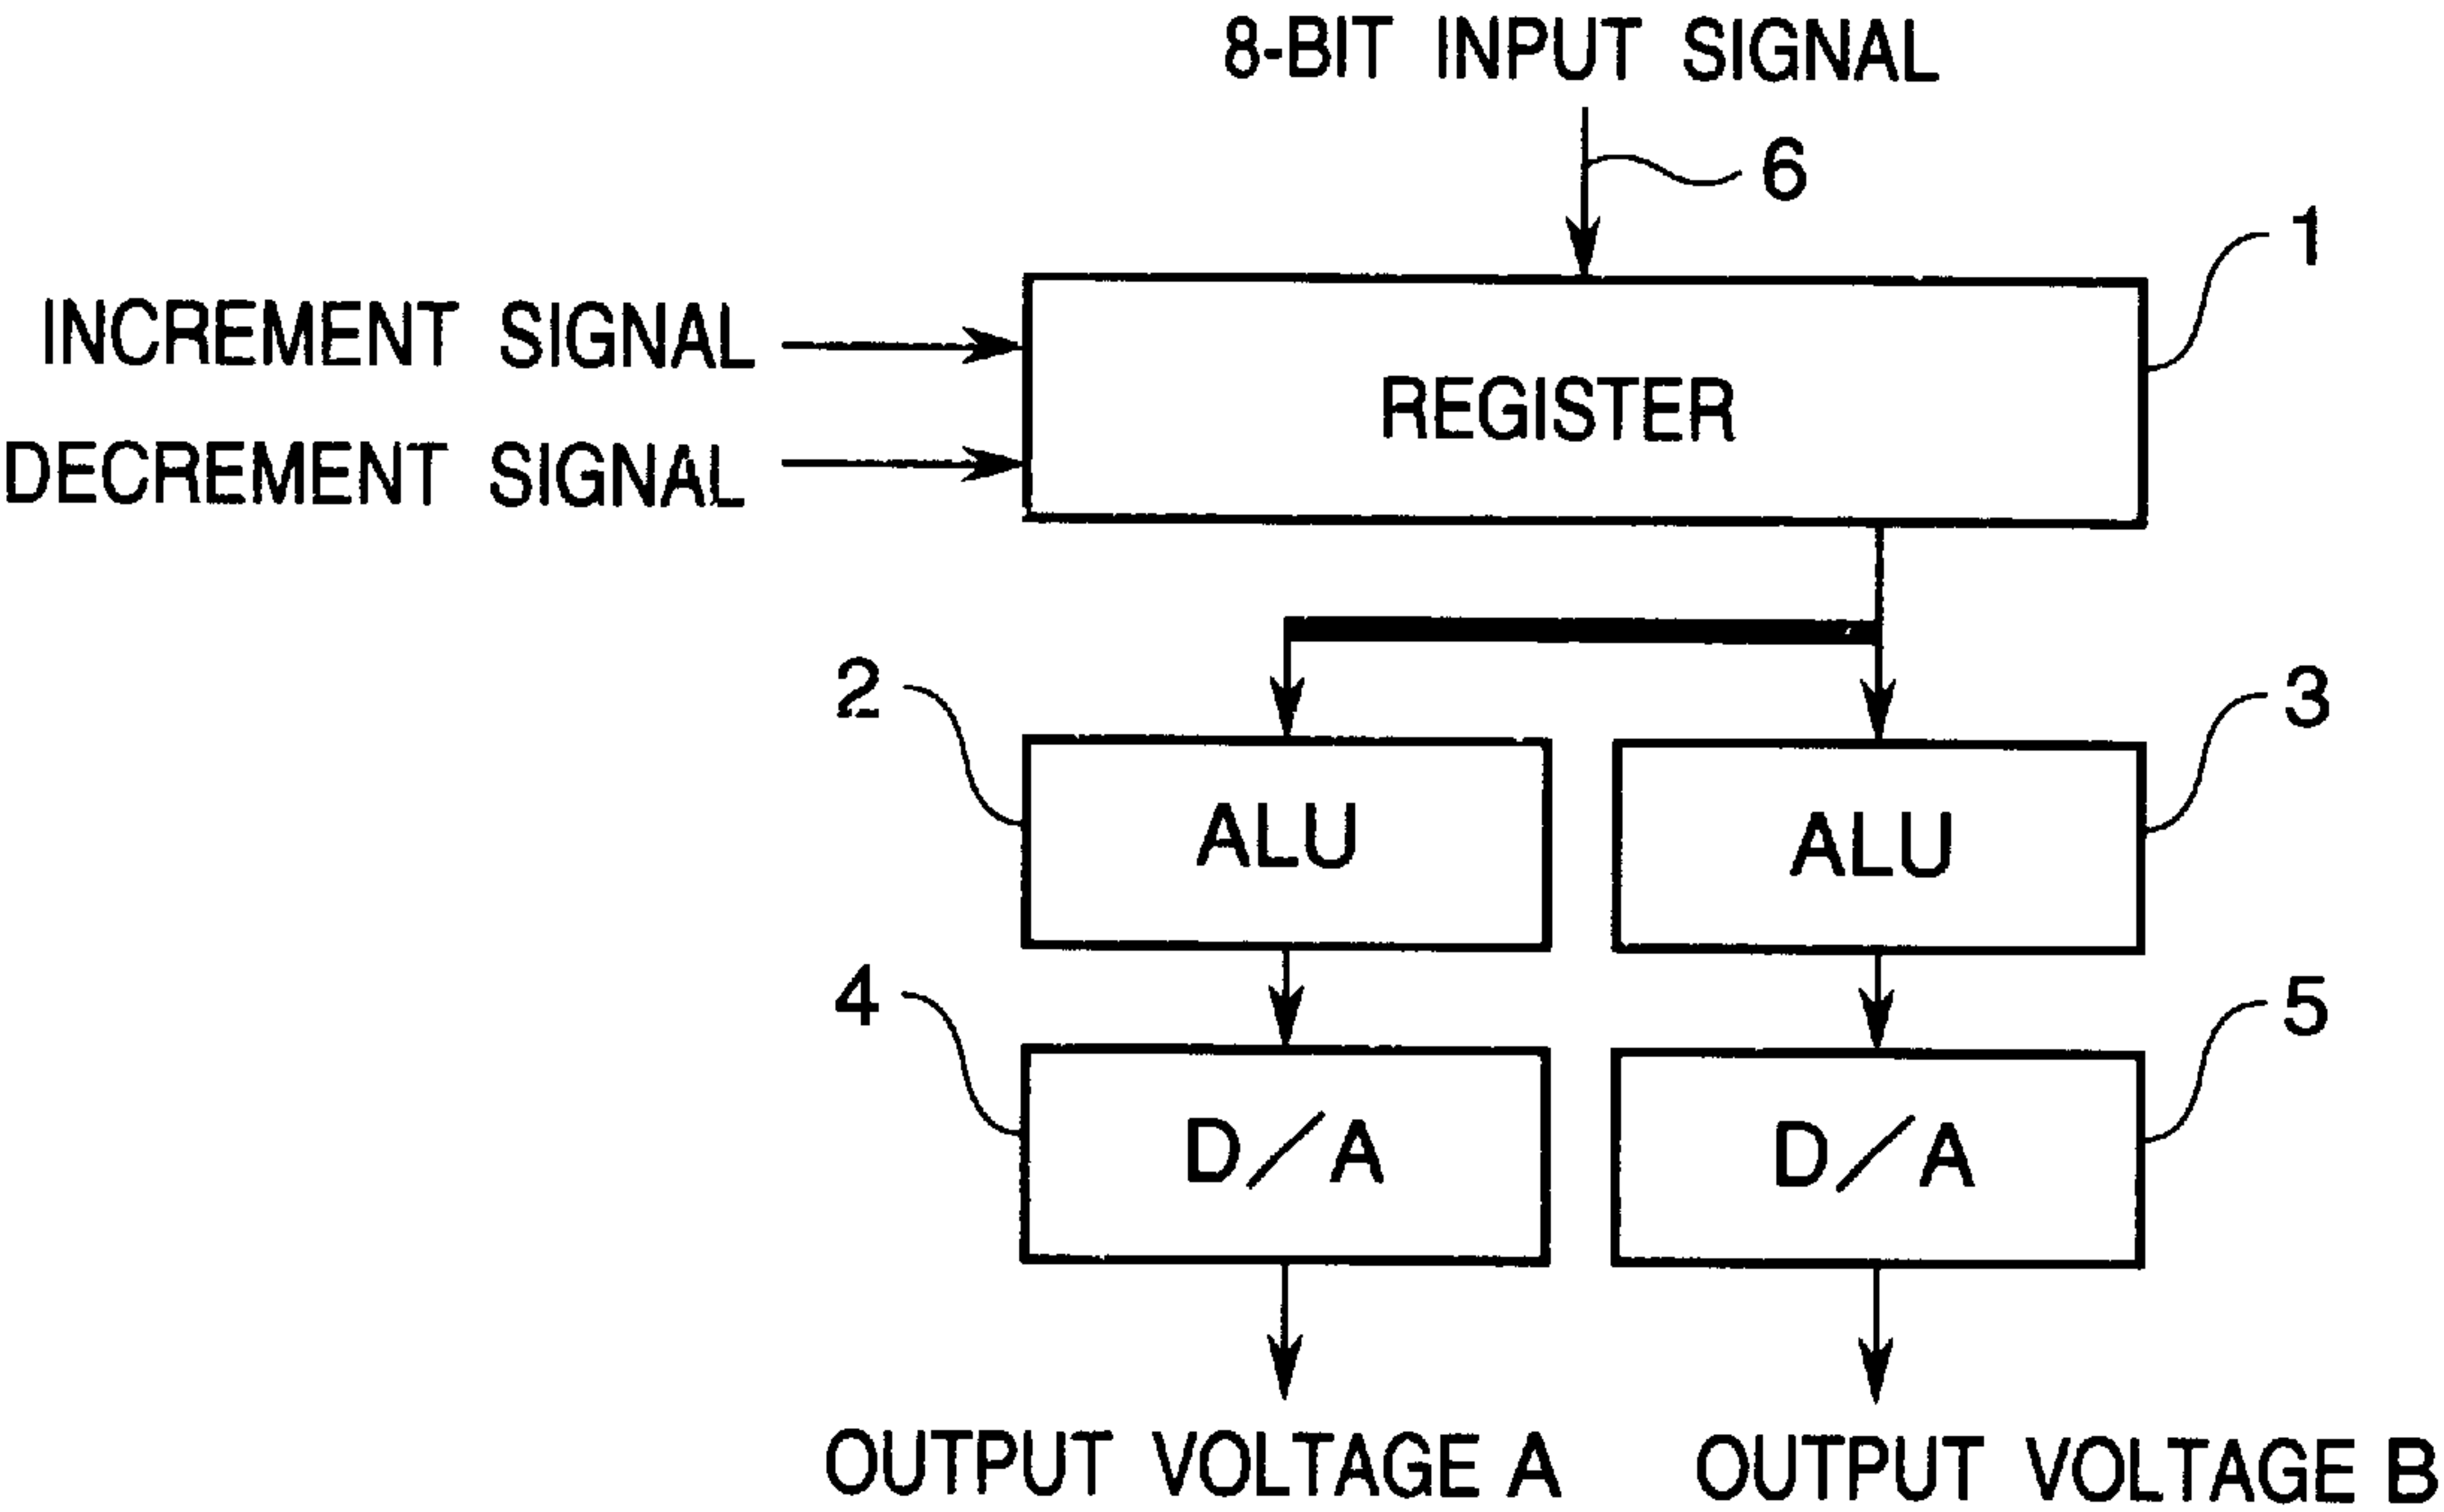 8-BIT INPUT SIGNAL
6
1
INCREMENT SIGNAL
REGISTER
DECREMENT SIGNAL
2
3
ALU
ALU
4
5
D/A
D/A
OUTPUT VOLTAGE A
OUTPUT VOLTAGE B